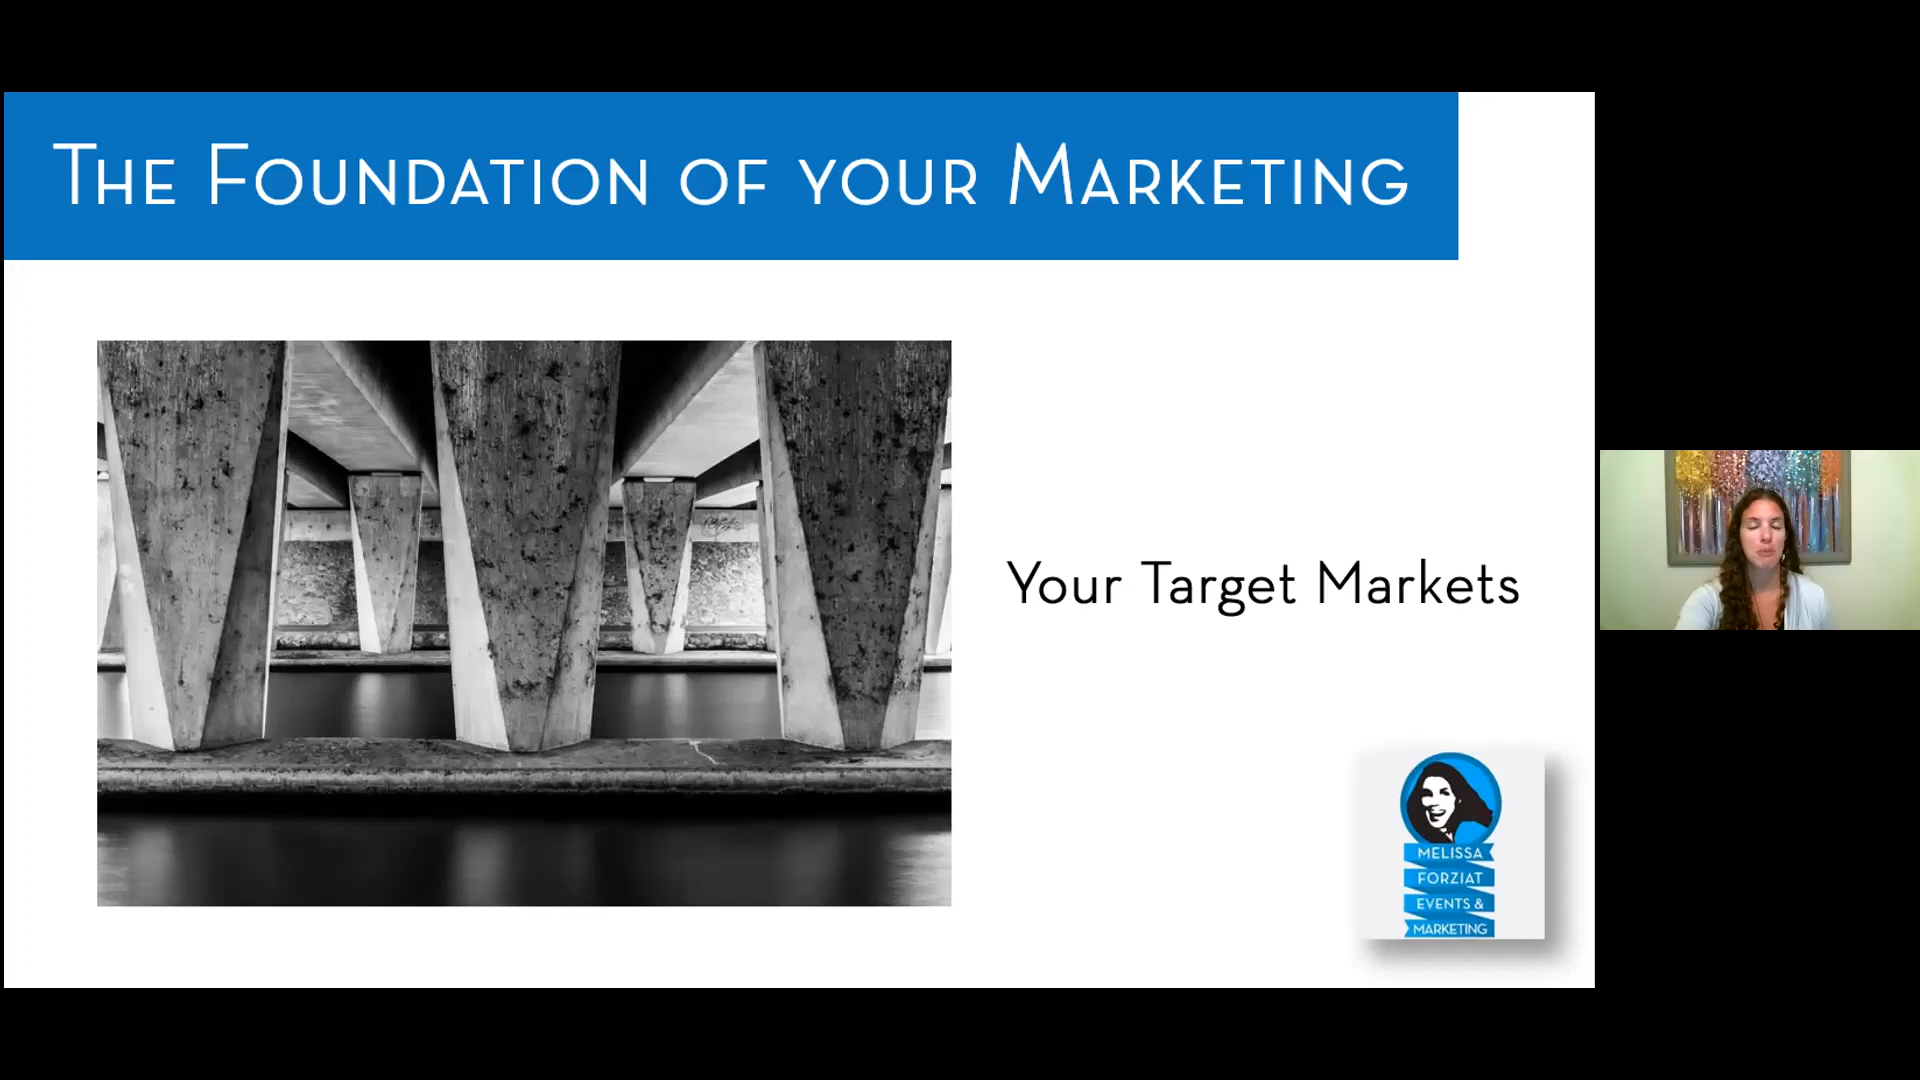 The Foundation of your Marketing
Your Target Markets
MELISSA
FORZIAT
EVENTS &
MARKETING